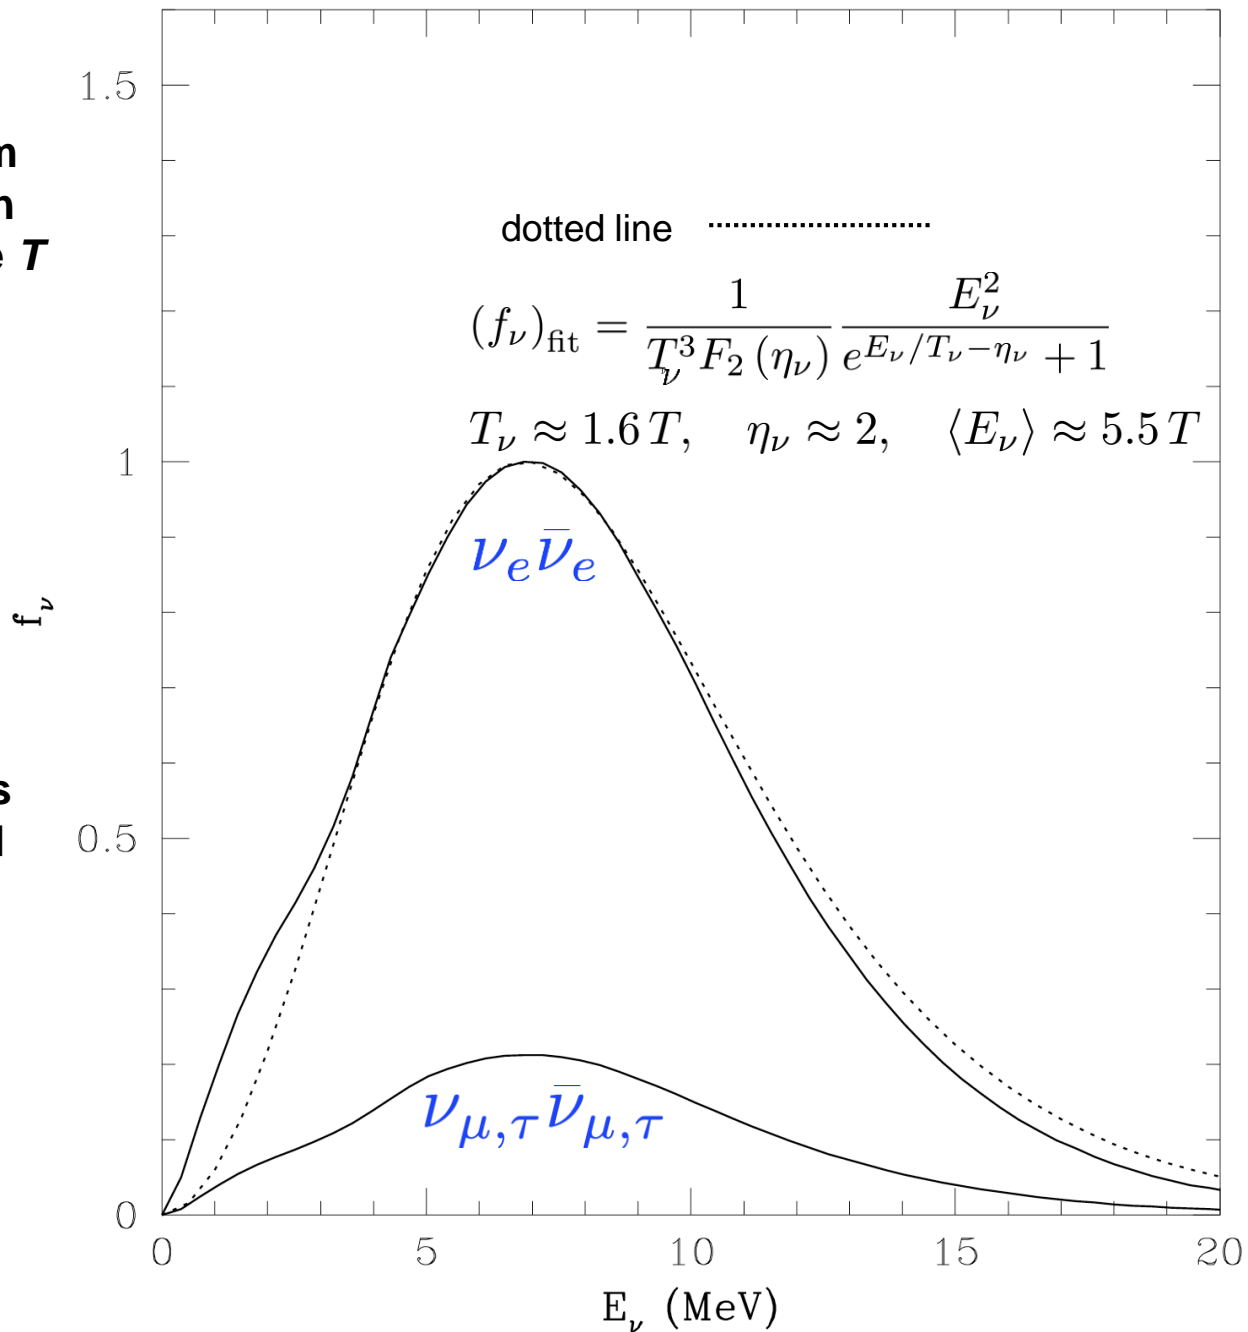 m
n
e T
s
d
1.5
1
0.5
0
0 5 10 15 20
f_ν
E_ν (MeV)
dotted line
(f_ν)_fit = 1 / (T_ν^3 F_2 (η_ν)) E_ν^2 / (e^{E_ν/T_ν−η_ν} + 1)
T_ν ≈ 1.6 T, η_ν ≈ 2, ⟨E_ν⟩ ≈ 5.5 T
ν_e ν̄_e
ν_{μ,τ} ν̄_{μ,τ}